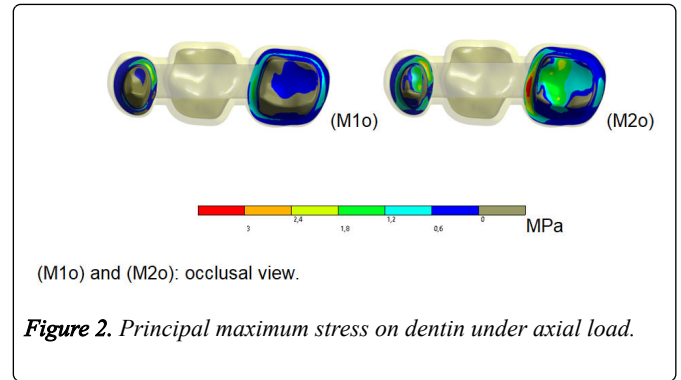 (M1o) (M2o)
2,4 1,2 0
3 1,8 0,6 MPa
(M1o) and (M2o): occlusal view.
Figure 2. Principal maximum stress on dentin under axial load.